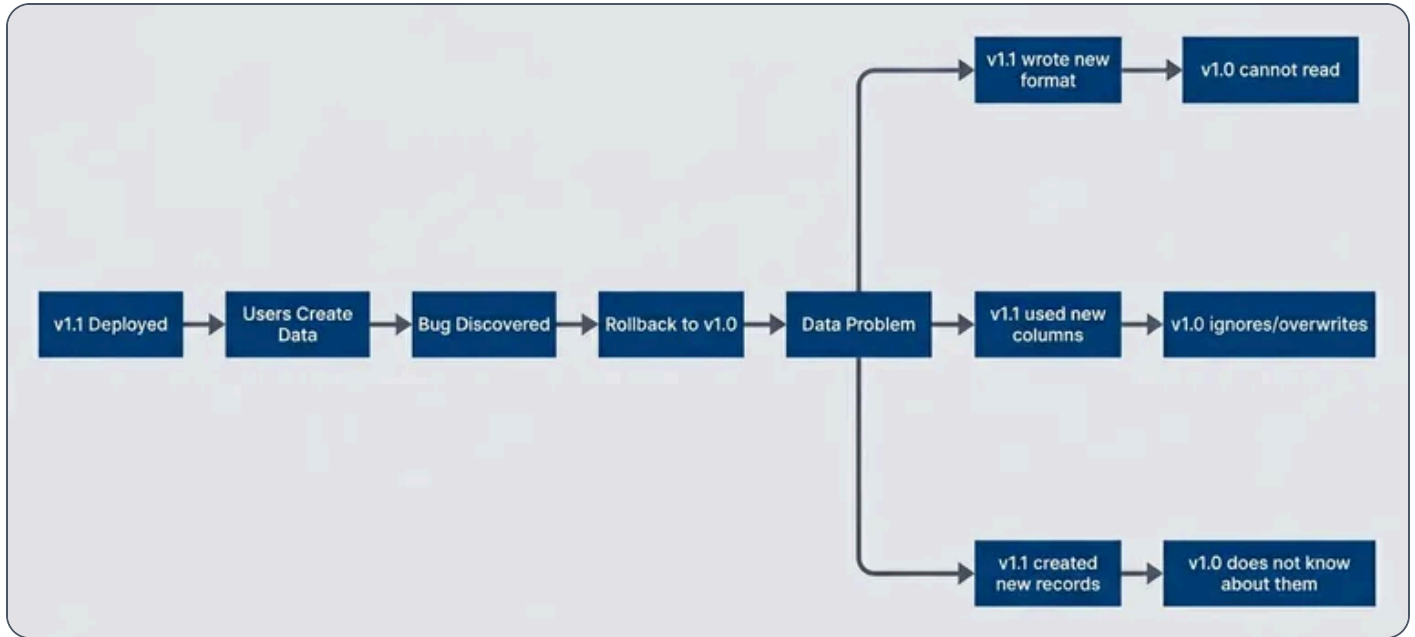 v1.1 Deployed
Users Create
Data
Bug Discovered
Rollback to v1.0
Data Problem
v1.1 wrote new
format
v1.0 cannot read
v1.1 used new
columns
v1.0 ignores/overwrites
v1.1 created
new records
v1.0 does not know
about them